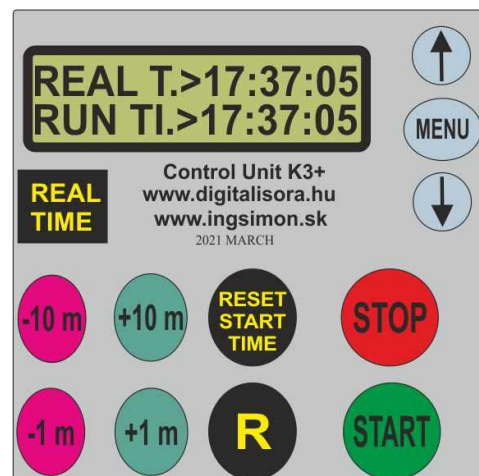 REAL T.>17:37:05
RUN TI.>17:37:05
MENU
Control Unit K3+
www.digitalisora.hu
www.ingsimon.sk
2021 MARCH
REAL
TIME
-10 m
+10 m
RESET
START
TIME
STOP
-1 m
+1 m
R
START